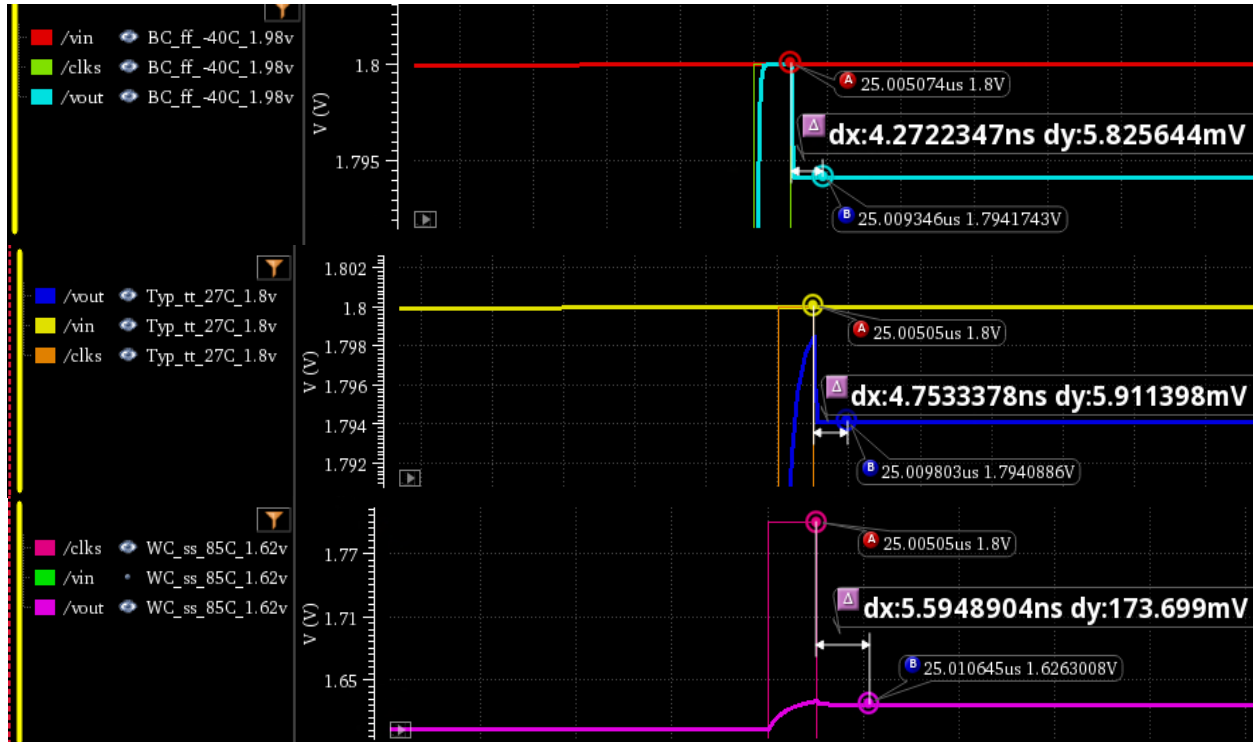 /vin BC_ff_-40C_1.98v
/clks BC_ff_-40C_1.98v
/vout BC_ff_-40C_1.98v
V (V)
1.8
1.795
A 25.005074us 1.8V
Δ dx:4.2722347ns dy:5.825644mV
B 25.009346us 1.7941743V
/vout Typ_tt_27C_1.8v
/vin Typ_tt_27C_1.8v
/clks Typ_tt_27C_1.8v
V (V)
1.802
1.8
1.798
1.796
1.794
1.792
A 25.00505us 1.8V
Δ dx:4.7533378ns dy:5.911398mV
B 25.009803us 1.7940886V
/clks WC_ss_85C_1.62v
/vin WC_ss_85C_1.62v
/vout WC_ss_85C_1.62v
V (V)
1.77
1.71
1.65
A 25.00505us 1.8V
Δ dx:5.5948904ns dy:173.699mV
B 25.010645us 1.6263008V